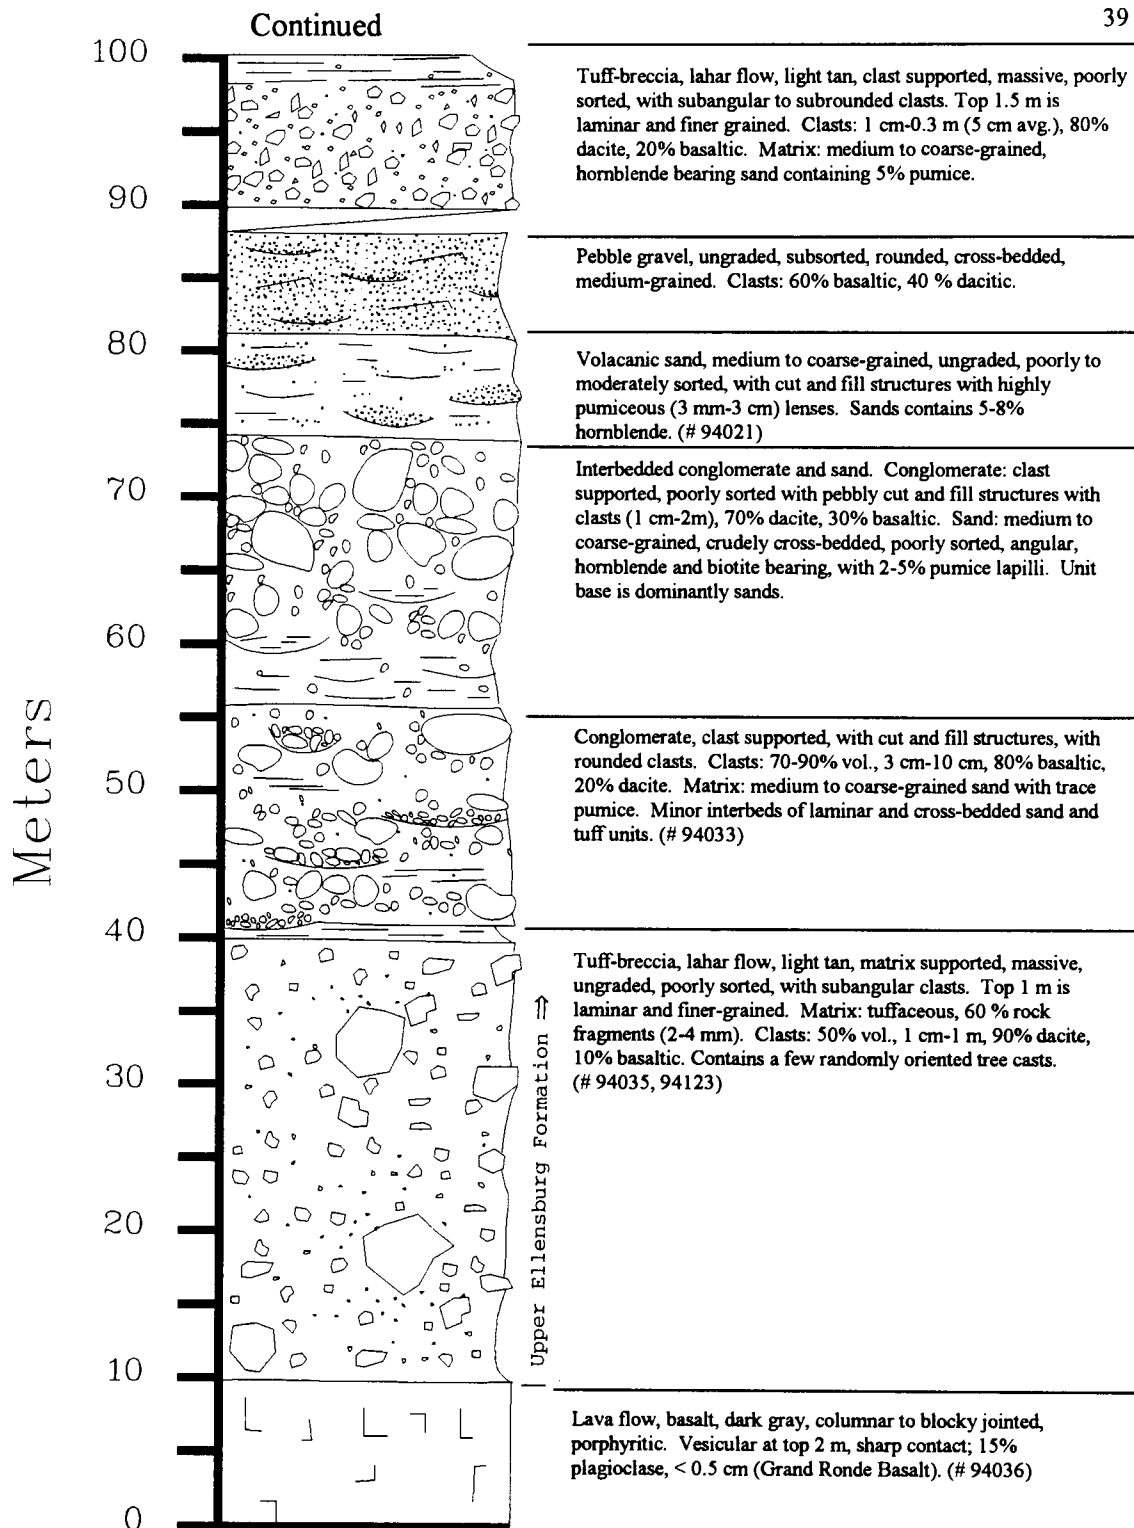 Continued
39
Meters
100
90
80
70
60
50
40
30
20
10
0
Upper Ellensburg Formation ⇒
Tuff-breccia, lahar flow, light tan, clast supported, massive, poorly
sorted, with subangular to subrounded clasts. Top 1.5 m is
laminar and finer grained. Clasts: 1 cm-0.3 m (5 cm avg.), 80%
dacite, 20% basaltic. Matrix: medium to coarse-grained,
hornblende bearing sand containing 5% pumice.
Pebble gravel, ungraded, subsorted, rounded, cross-bedded,
medium-grained. Clasts: 60% basaltic, 40 % dacitic.
Volacanic sand, medium to coarse-grained, ungraded, poorly to
moderately sorted, with cut and fill structures with highly
pumiceous (3 mm-3 cm) lenses. Sands contains 5-8%
hornblende. (# 94021)
Interbedded conglomerate and sand. Conglomerate: clast
supported, poorly sorted with pebbly cut and fill structures with
clasts (1 cm-2m), 70% dacite, 30% basaltic. Sand: medium to
coarse-grained, crudely cross-bedded, poorly sorted, angular,
hornblende and biotite bearing, with 2-5% pumice lapilli. Unit
base is dominantly sands.
Conglomerate, clast supported, with cut and fill structures, with
rounded clasts. Clasts: 70-90% vol., 3 cm-10 cm, 80% basaltic,
20% dacite. Matrix: medium to coarse-grained sand with trace
pumice. Minor interbeds of laminar and cross-bedded sand and
tuff units. (# 94033)
Tuff-breccia, lahar flow, light tan, matrix supported, massive,
ungraded, poorly sorted, with subangular clasts. Top 1 m is
laminar and finer-grained. Matrix: tuffaceous, 60 % rock
fragments (2-4 mm). Clasts: 50% vol., 1 cm-1 m, 90% dacite,
10% basaltic. Contains a few randomly oriented tree casts.
(# 94035, 94123)
Lava flow, basalt, dark gray, columnar to blocky jointed,
porphyritic. Vesicular at top 2 m, sharp contact; 15%
plagioclase, < 0.5 cm (Grand Ronde Basalt). (# 94036)